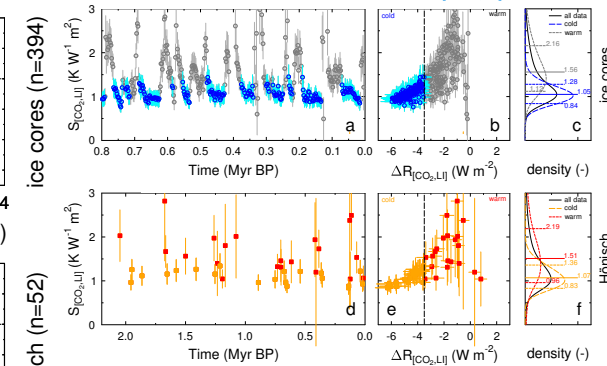 ice cores (n=394)
S[CO₂,LI] (K W⁻¹ m²)
3
2
1
0
a
0.8 0.7 0.6 0.5 0.4 0.3 0.2 0.1 0.0
Time (Myr BP)
cold
warm
b
-6 -4 -2 0 2
ΔR[CO₂,LI] (W m⁻²)
all data
cold
warm
2.16
1.56
1.28
1.05
0.84
c
density (-)
ice cores
4
)
ch (n=52)
S[CO₂,LI] (K W⁻¹ m²)
3
2
1
0
d
2.0 1.5 1.0 0.5 0.0
Time (Myr BP)
cold
warm
e
-6 -4 -2 0 2
ΔR[CO₂,LI] (W m⁻²)
all data
cold
warm
2.19
1.51
1.36
1.07
0.96
0.83
f
density (-)
Hönisch